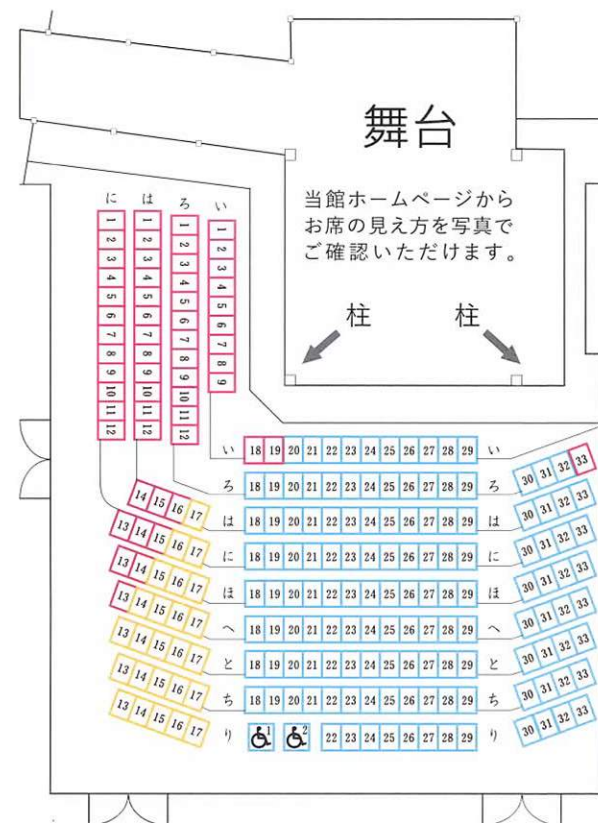 舞台
当館ホームページから
お席の見え方を写真で
ご確認いただけます。
柱 柱
に は ろ い
1 2 3 4 5 6 7 8 9 10 11 12
1 2 3 4 5 6 7 8 9 10 11 12
1 2 3 4 5 6 7 8 9 10 11 12
1 2 3 4 5 6 7 8 9
い 18 19 20 21 22 23 24 25 26 27 28 29 い
ろ 18 19 20 21 22 23 24 25 26 27 28 29 ろ 30 31 32 33
14 15 16 17 は 18 19 20 21 22 23 24 25 26 27 28 29 は 30 31 32 33
13 14 15 16 17 に 18 19 20 21 22 23 24 25 26 27 28 29 に 30 31 32 33
13 14 15 16 17 ほ 18 19 20 21 22 23 24 25 26 27 28 29 ほ 30 31 32 33
13 14 15 16 17 へ 18 19 20 21 22 23 24 25 26 27 28 29 へ 30 31 32 33
13 14 15 16 17 と 18 19 20 21 22 23 24 25 26 27 28 29 と 30 31 32 33
13 14 15 16 17 ち 18 19 20 21 22 23 24 25 26 27 28 29 ち 30 31 32 33
13 14 15 16 17 り 1 2 22 23 24 25 26 27 28 29 り 30 31 32 33